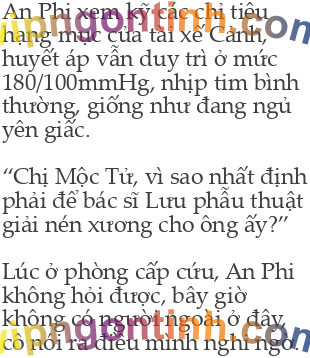 An Phi xem kỹ các chỉ tiêu
hạng mục của tài xế Cảnh,
huyết áp vẫn duy trì ở mức
180/100mmHg, nhịp tim bình
thường, giống như đang ngủ
yên giấc.
“Chị Mộc Tử, vì sao nhất định
phải để bác sĩ Lưu phẫu thuật
giải nén xương cho ông ấy?”
Lúc ở phòng cấp cứu, An Phi
không hỏi được, bây giờ
không có người ngoài ở đây,
cô nói ra điều mình nghi ngờ.